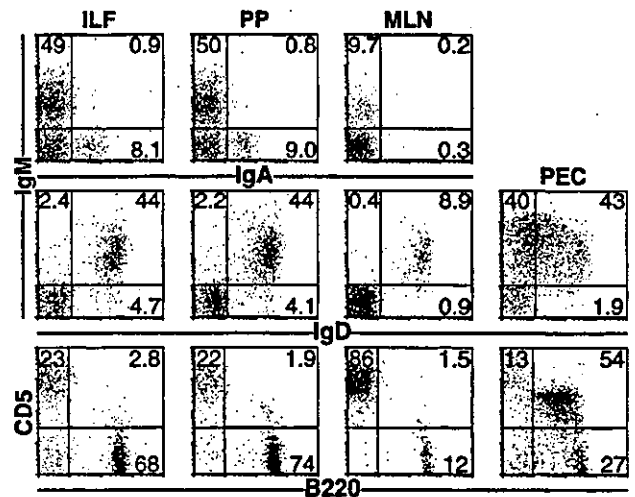 ILF PP MLN
49 0.9 50 0.8 9.7 0.2
8.1 9.0 0.3
IgM
IgA
PEC
2.4 44 2.2 44 0.4 8.9 40 43
4.7 4.1 0.9 1.9
IgD
23 2.8 22 1.9 86 1.5 13 54
CD5
68 74 12 27
B220